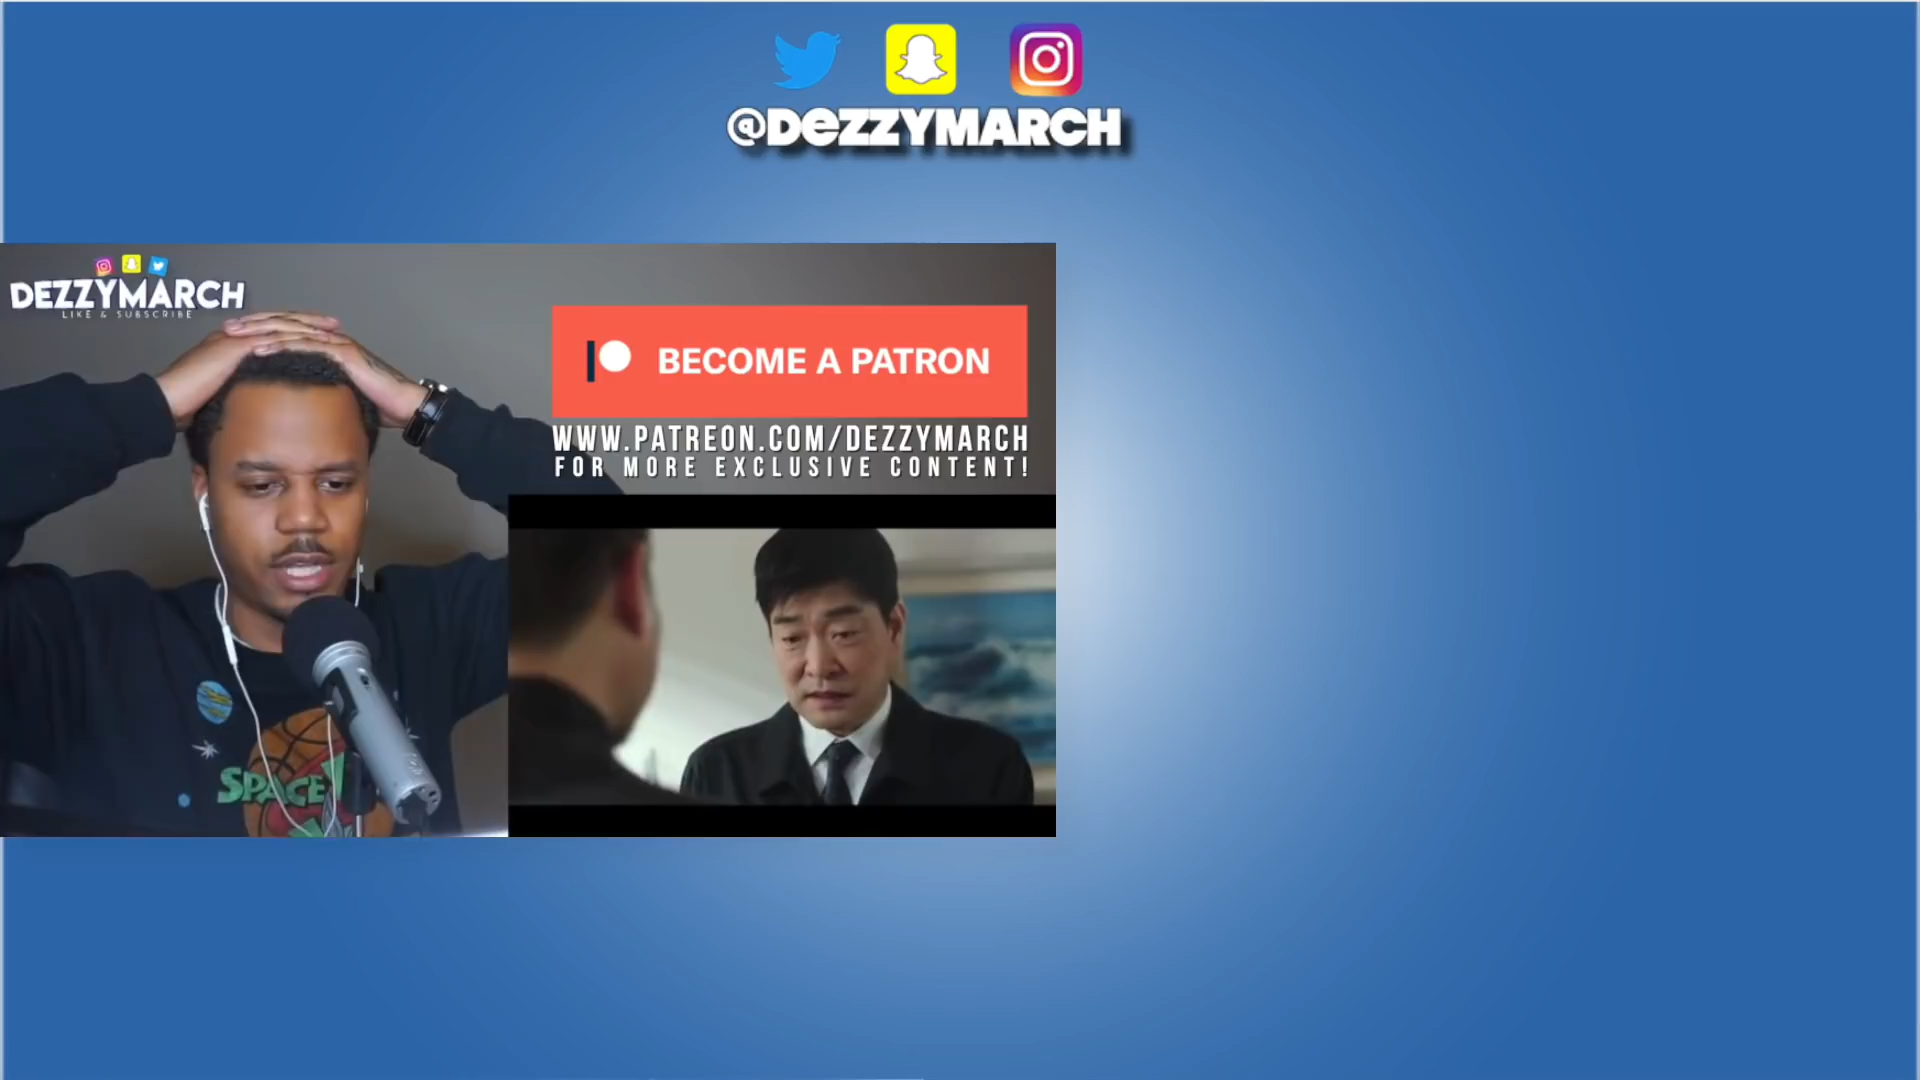 @DEZZYMARCH
DEZZYMARCH
LIKE & SUBSCRIBE
BECOME A PATRON
WWW.PATREON.COM/DEZZYMARCH
FOR MORE EXCLUSIVE CONTENT!
SPACE